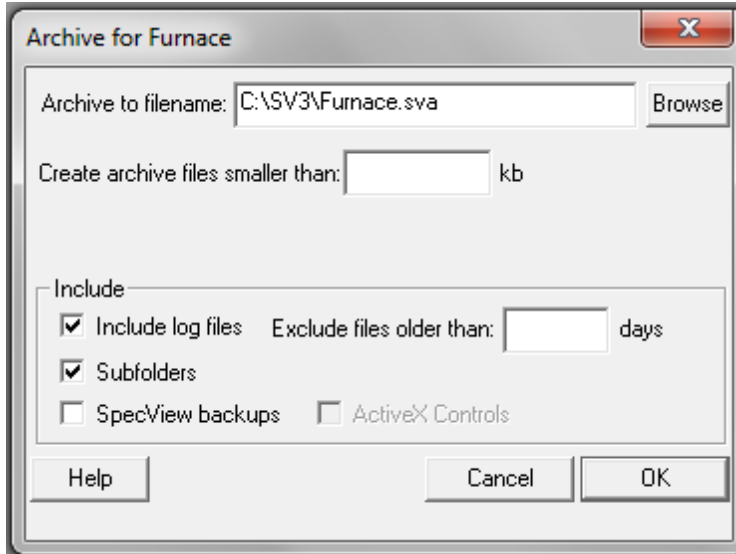 Archive for Furnace
Archive to filename: C:\SV3\Furnace.sva Browse
Create archive files smaller than: kb
Include
Include log files Exclude files older than: days
Subfolders
SpecView backups ActiveX Controls
Help Cancel OK